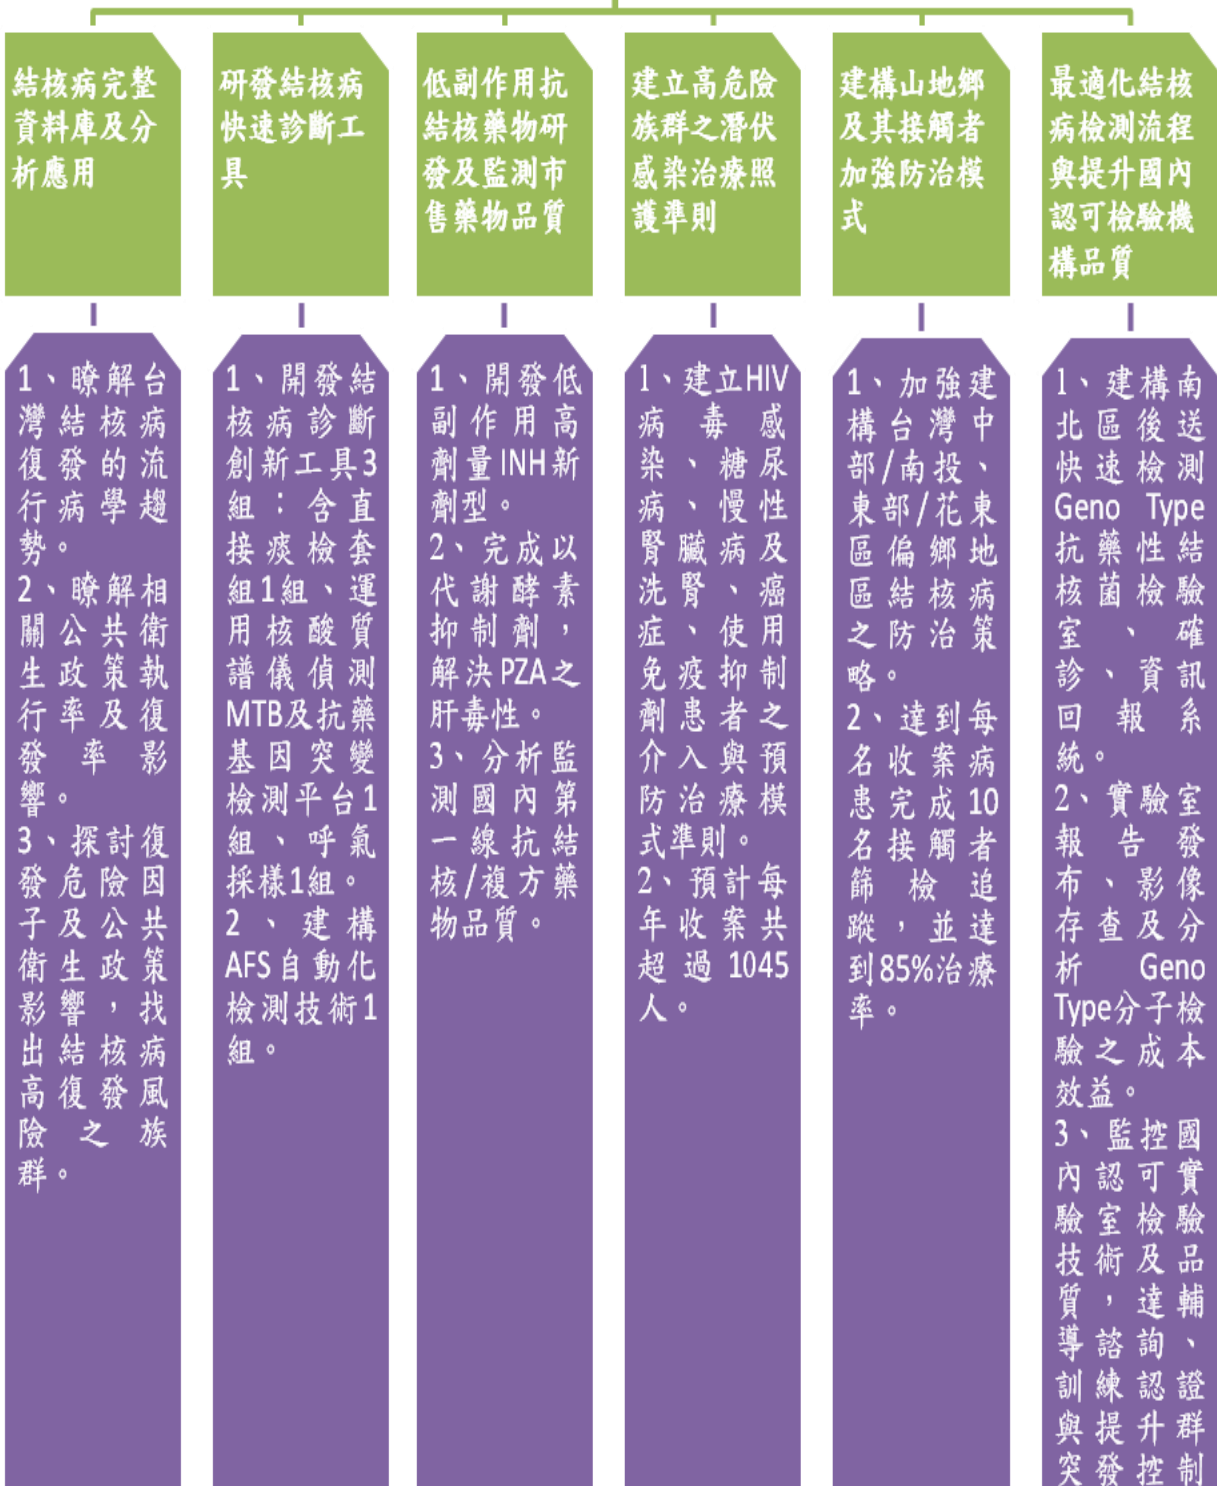 結核病完整
資料庫及分
析應用
研發結核病
快速診斷工
具
低副作用抗
結核藥物研
發及監測市
售藥物品質
建立高危險
族群之潛伏
感染治療照
護準則
建構山地鄉
及其接觸者
加強防治模
式
最適化結核
病檢測流程
與提升國內
認可檢驗機
構品質
1、瞭解台
灣結核病
復發的流
行病學趨
勢。
2、瞭解相
關公共衛
生政策執
行率及復
發率影
響。
3、探討復
發危險因
子及公共
衛生政策
影響，找
出結核病
高復發風
險之族
群。
1、開發結
核病診斷
創新工具3
組：含直
接痰檢套
組1組、運
用核酸質
譜儀偵測
MTB及抗藥
基因突變
檢測平台1
組、呼氣
採樣1組。
2、建構
AFS自動化
檢測技術1
組。
1、開發低
副作用高
劑量INH新
劑型。
2、完成以
代謝酵素
抑制劑，
解決PZA之
肝毒性。
3、分析監
測國內第
一線抗結
核/複方藥
物品質。
1、建立HIV
病毒感
染、糖尿
病、慢性
腎臟病及
洗腎、癌
症、使用
免疫抑制
劑患者之
介入與預
防治療模
式準則。
2、預計每
年收案共
超過1045
人。
1、加強建
構台灣中
部/南投、
東部/花東
區偏鄉地
區結核病
之防治策
略。
2、達到每
名收案病
患完成10
名接觸者
篩檢追
蹤，並達
到85%治療
率。
1、建構南
北區後送
快速檢測
Geno Type
抗藥性結
核菌檢驗
室、確
診、資訊
回報系
統。
2、實驗室
報告發
布、影像
存查及分
析 Geno
Type分子檢
驗之成本
效益。
3、監控國
內認可實
驗室檢驗
技術及品
質，達輔
導諮詢、
訓練認證
與提升群
突發控制